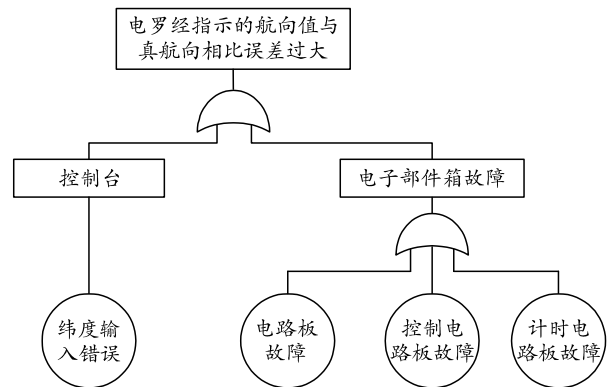 电罗经指示的航向值与
真航向相比误差过大
控制台
电子部件箱故障
纬度输
入错误
电路板
故障
控制电
路板故障
计时电
路板故障